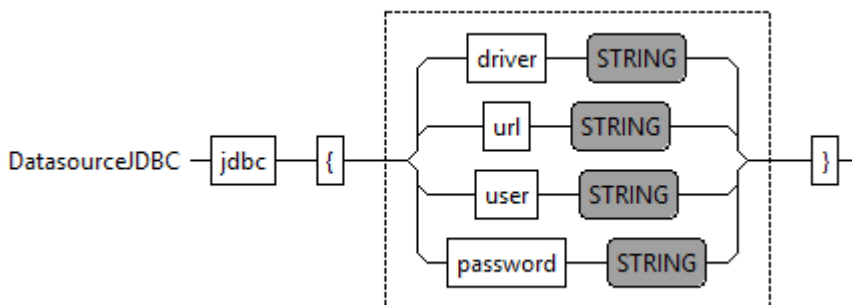 driver STRING
url STRING
DatasourceJDBC jdbc { }
user STRING
password STRING